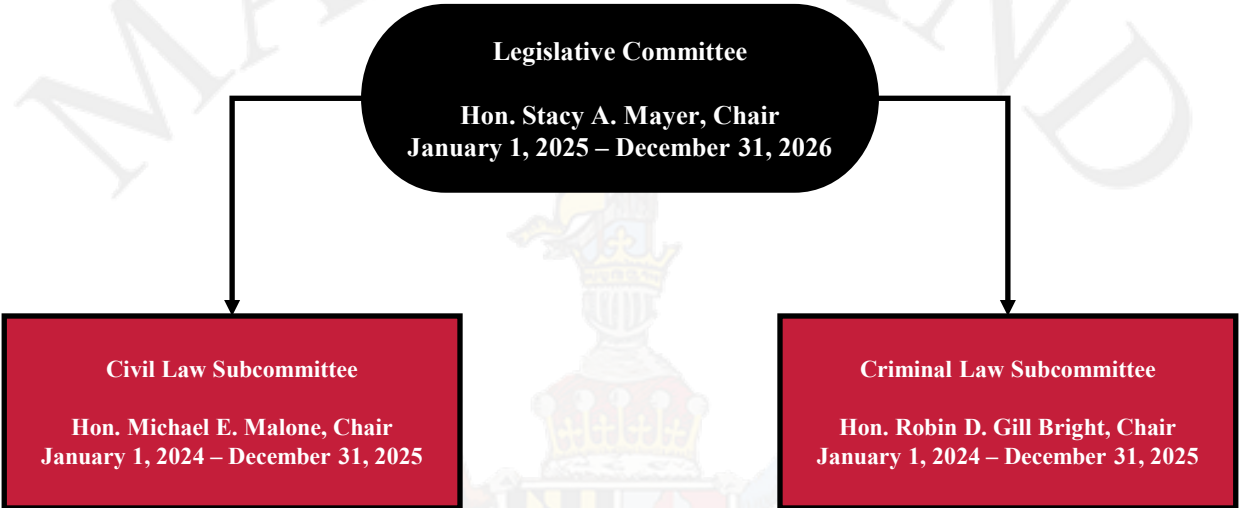 MARYLAND
Legislative Committee
Hon. Stacy A. Mayer, Chair
January 1, 2025 – December 31, 2026
Civil Law Subcommittee
Hon. Michael E. Malone, Chair
January 1, 2024 – December 31, 2025
Criminal Law Subcommittee
Hon. Robin D. Gill Bright, Chair
January 1, 2024 – December 31, 2025